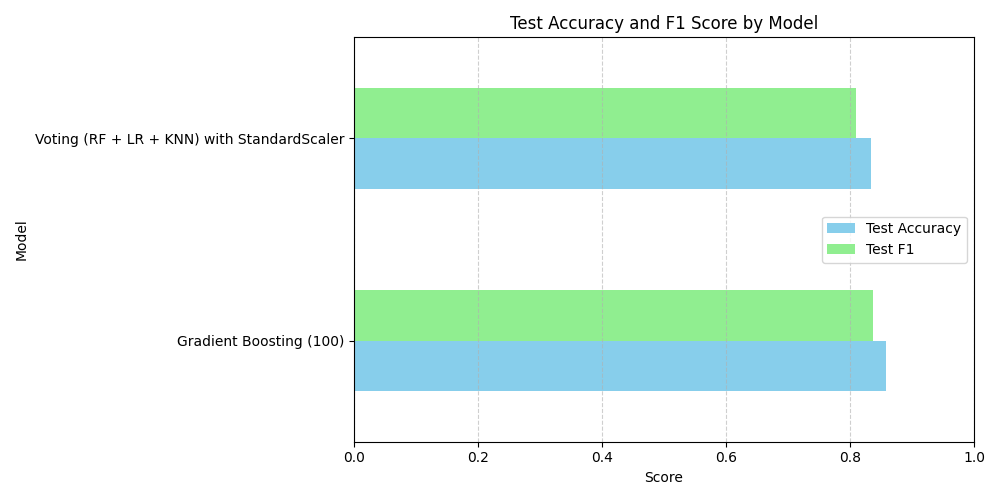 Test Accuracy and F1 Score by Model
Model
Voting (RF + LR + KNN) with StandardScaler
Gradient Boosting (100)
Test Accuracy
Test F1
0.0 0.2 0.4 0.6 0.8 1.0
Score